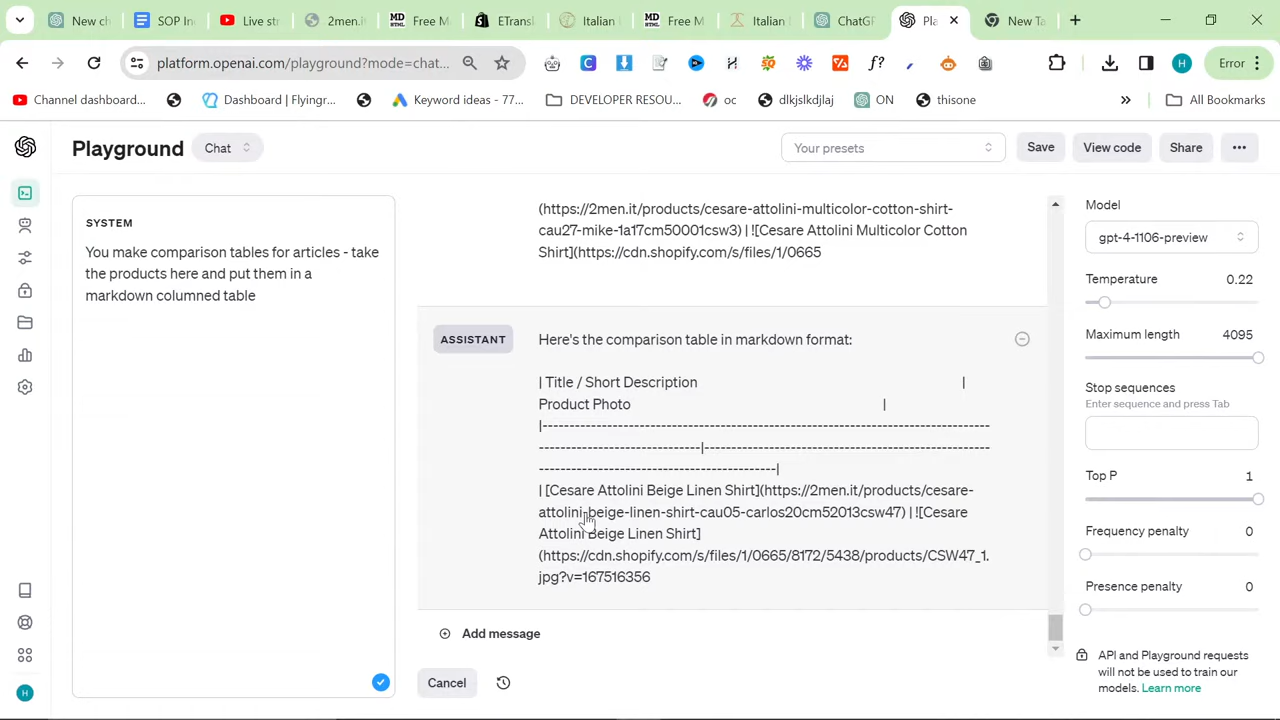 New ch
SOP In
Live str
2men.it
Free M
ETransl
Italian
Free M
Italian
ChatGP
Pla
New Ta
platform.openai.com/playground?mode=chat...
H
Error
Channel dashboard...
Dashboard | Flyingr...
Keyword ideas - 77...
DEVELOPER RESOU...
oc
dlkjlskdjlaj
ON
thisone
All Bookmarks
Playground
Chat
Your presets
Save
View code
Share
SYSTEM
You make comparison tables for articles - take
the products here and put them in a
markdown columned table
(https://2men.it/products/cesare-attolini-multicolor-cotton-shirt-
cau27-mike-1a17cm50001csw3) | ![Cesare Attolini Multicolor Cotton
Shirt](https://cdn.shopify.com/s/files/1/0665
ASSISTANT
Here's the comparison table in markdown format:
| Title / Short Description |
Product Photo |
|--------------------------------------------------------------------------
---------------------------|-----------------------------------------------
---------------------------------------|
| [Cesare Attolini Beige Linen Shirt](https://2men.it/products/cesare-
attolini-beige-linen-shirt-cau05-carlos20cm52013csw47) | ![Cesare
Attolini Beige Linen Shirt]
(https://cdn.shopify.com/s/files/1/0665/8172/5438/products/CSW47_1.
jpg?v=167516356
Add message
Cancel
Model
gpt-4-1106-preview
Temperature 0.22
Maximum length 4095
Stop sequences
Enter sequence and press Tab
Top P 1
Frequency penalty 0
Presence penalty 0
API and Playground requests
will not be used to train our
models. Learn more
H